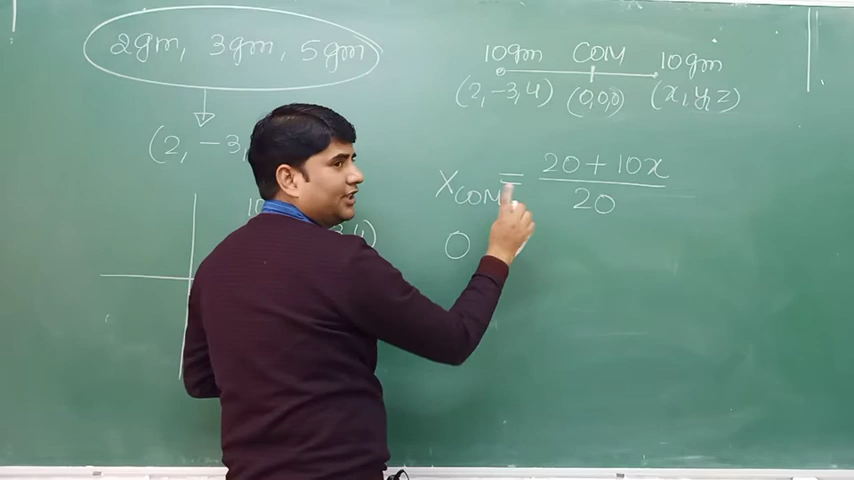 2gm, 3gm, 5gm
(2, -3,
10gm COM 10gm
(2, -3, 4) (0,0,0) (x, y, z)
X_COM = 20 + 10x / 20
0